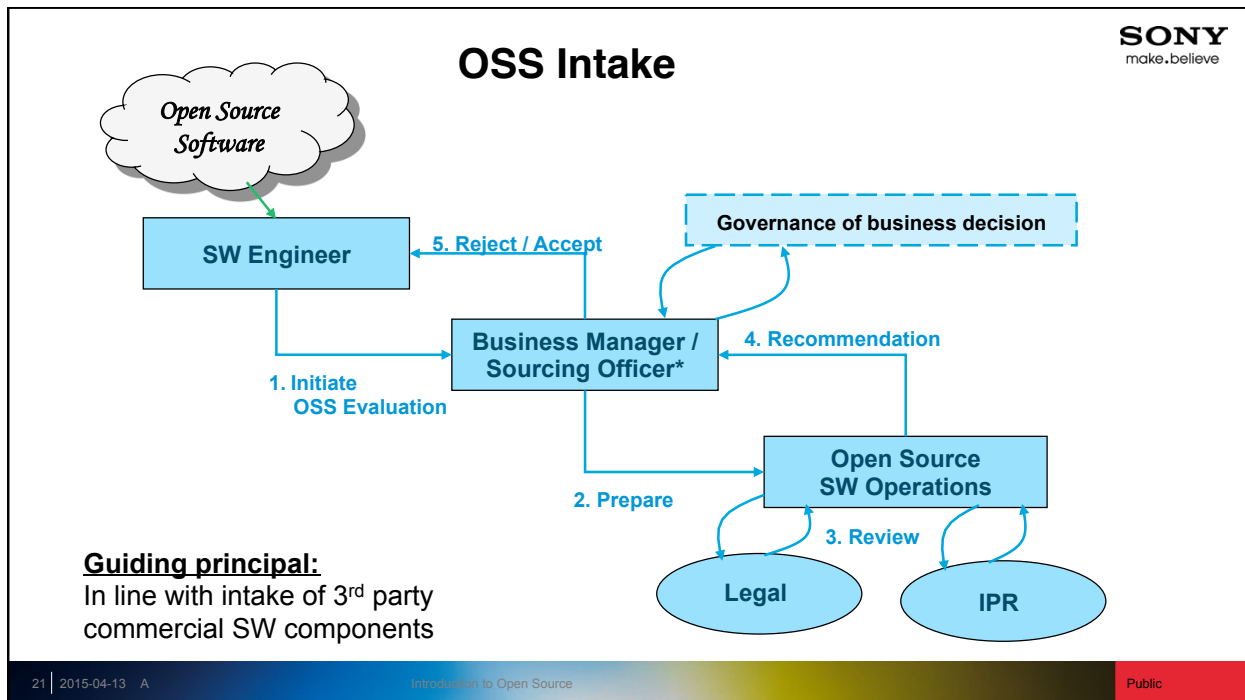 OSS Intake
SONY
make.believe
Open Source
Software
SW Engineer
5. Reject / Accept
Governance of business decision
Business Manager /
Sourcing Officer*
4. Recommendation
1. Initiate
OSS Evaluation
Open Source
SW Operations
2. Prepare
3. Review
Legal
IPR
Guiding principal:
In line with intake of 3rd party
commercial SW components
21 2015-04-13 A Introduction to Open Source Public